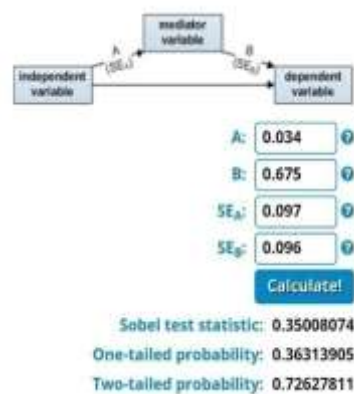 mediator
variable
A
(SEA)
B
(SEB)
independent
variable
dependent
variable
A: 0.034
B: 0.675
SEA: 0.097
SEB: 0.096
Calculate!
Sobel test statistic: 0.35008074
One-tailed probability: 0.36313905
Two-tailed probability: 0.72627811